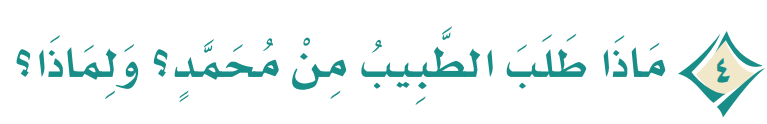 ٤ مَاذَا طَلَبَ الطَّبِيبُ مِنْ مُحَمَّدٍ؟ وَلِمَاذَا؟